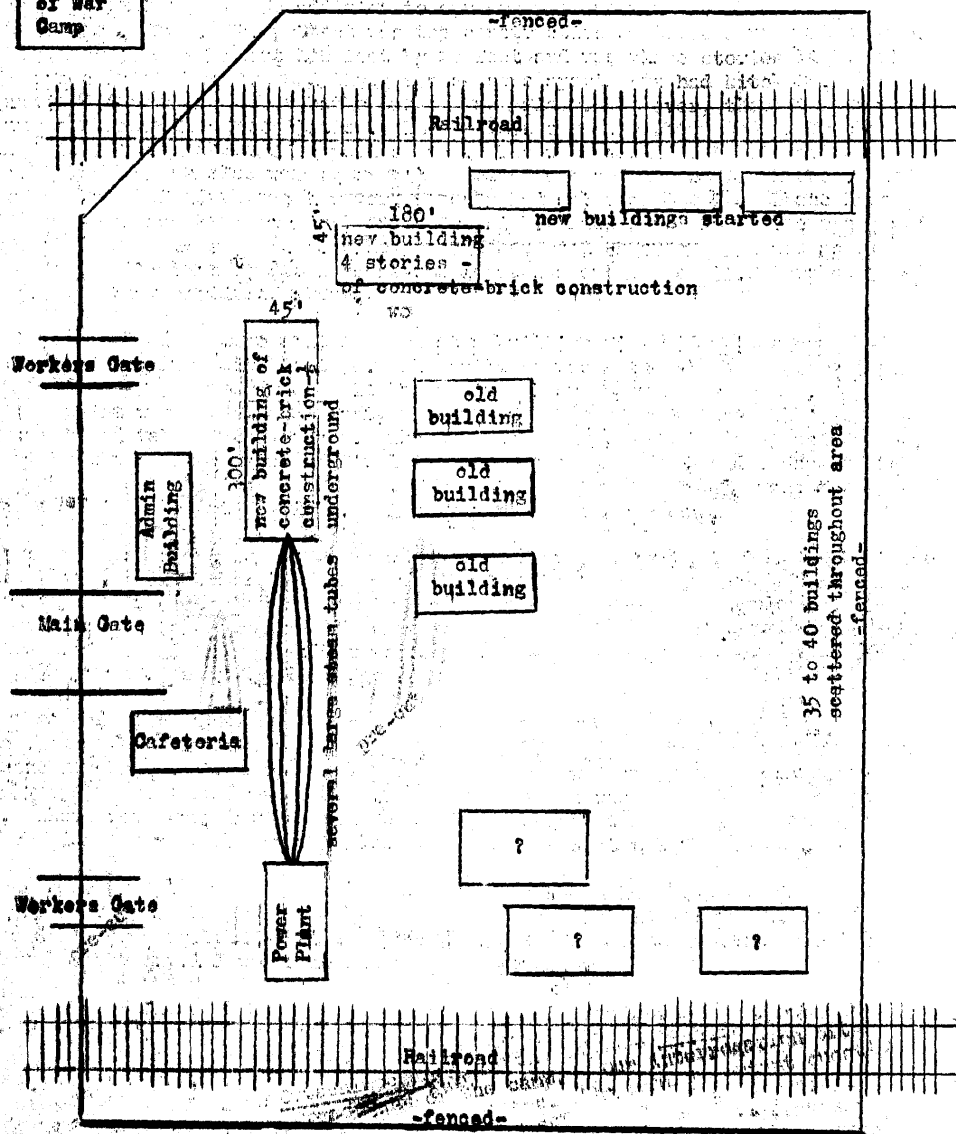 of War
Camp
-fenced-
Railroad
new buildings started
180'
45'
new building
4 stories -
of concrete-brick construction
45'
300'
new building of
concrete-brick
construction-
underground
several large steam tubes
Workers Gate
old
building
old
building
old
building
Admin
Building
Main Gate
Cafeteria
35 to 40 buildings
scattered throughout area
-fenced-
?
?
?
Workers Gate
Power
Plant
Railroad
-fenced-